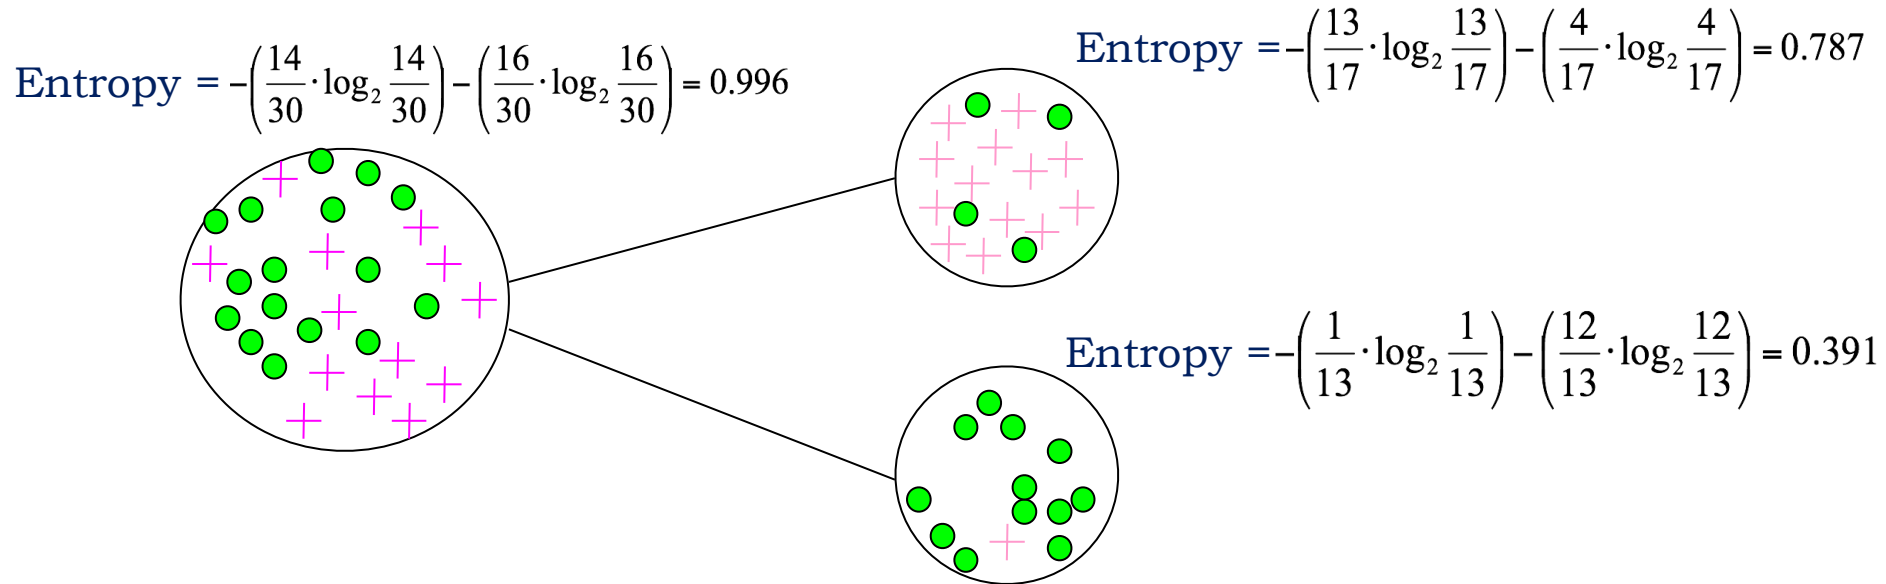 Entropy = -(14/30 · log₂ 14/30) - (16/30 · log₂ 16/30) = 0.996
Entropy = -(13/17 · log₂ 13/17) - (4/17 · log₂ 4/17) = 0.787
Entropy = -(1/13 · log₂ 1/13) - (12/13 · log₂ 12/13) = 0.391